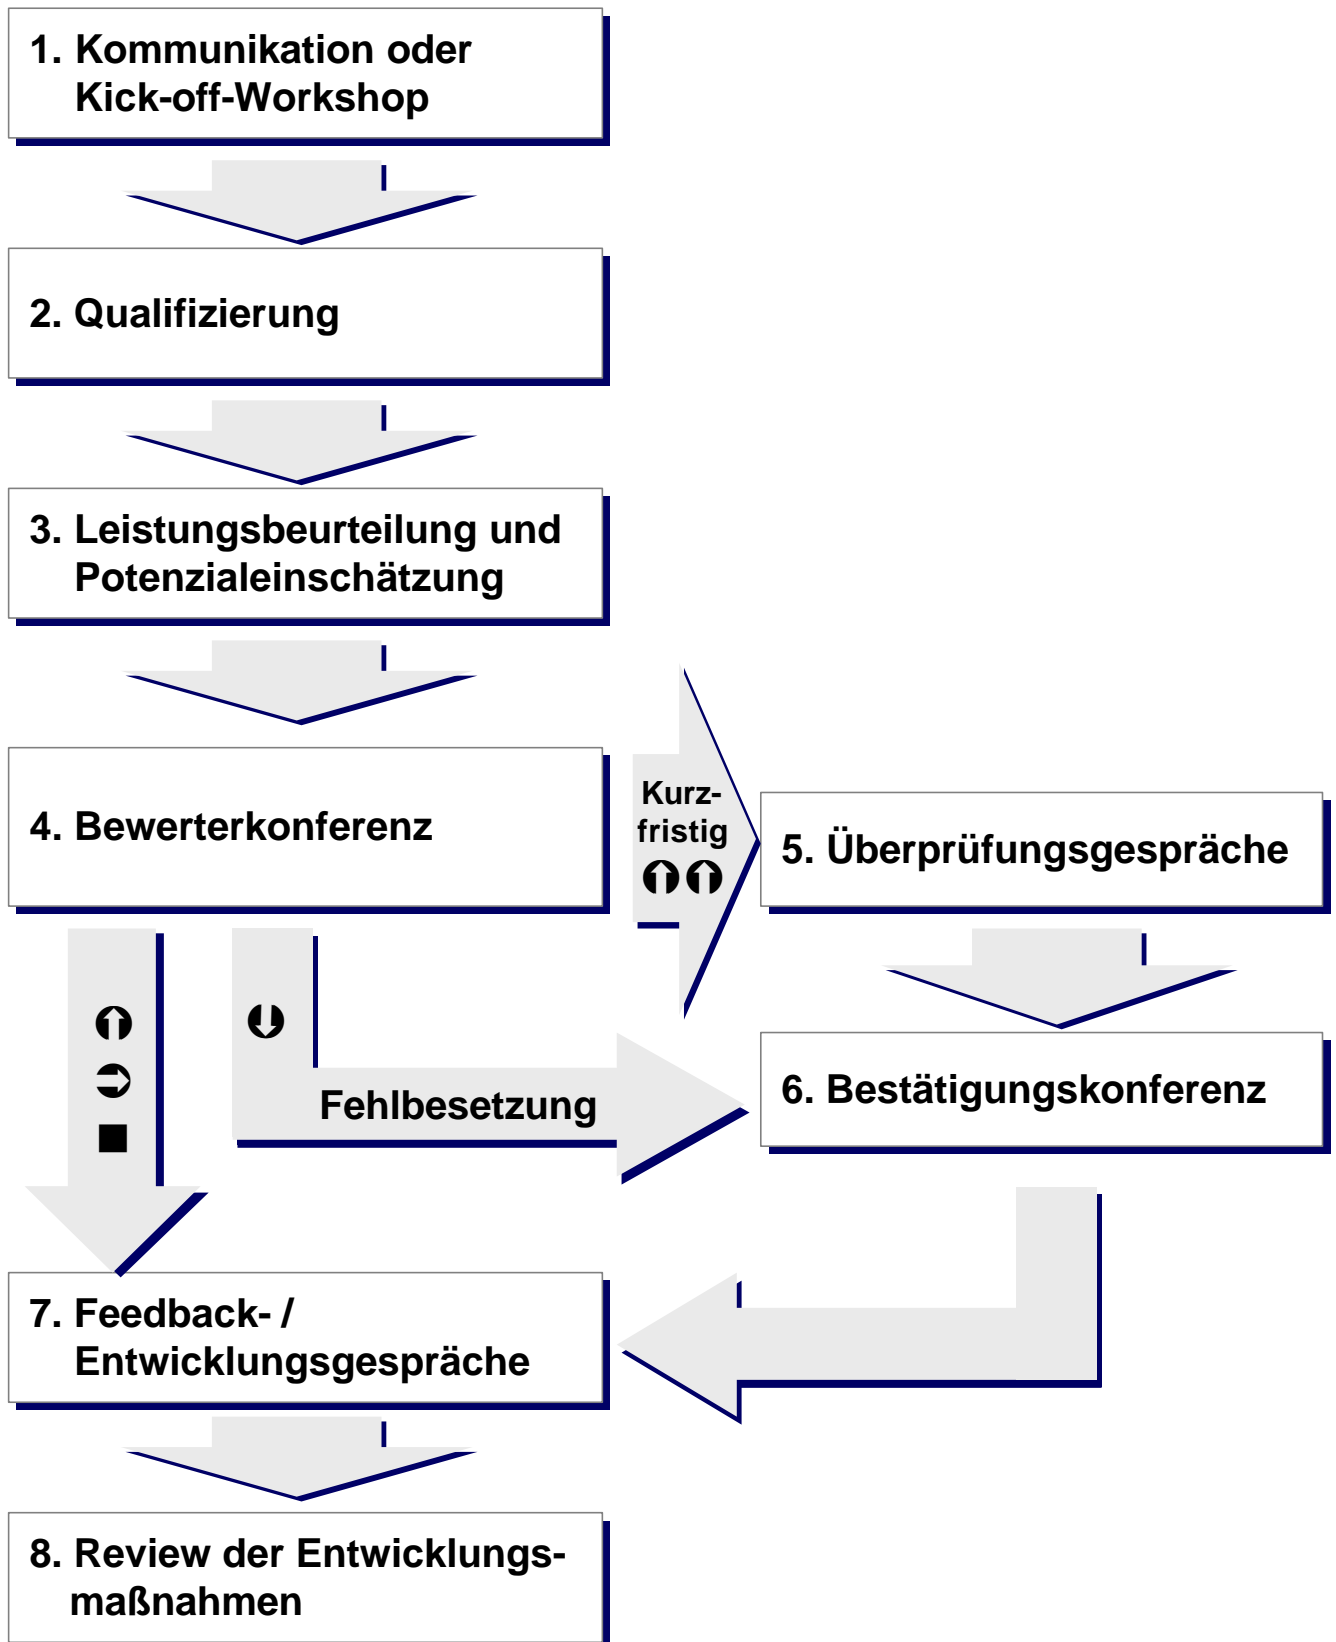 1. Kommunikation oder
Kick-off-Workshop
2. Qualifizierung
3. Leistungsbeurteilung und
Potenzialeinschätzung
4. Bewerterkonferenz
Kurz-
fristig
5. Überprüfungsgespräche
Fehlbesetzung
6. Bestätigungskonferenz
7. Feedback- /
Entwicklungsgespräche
8. Review der Entwicklungs-
maßnahmen